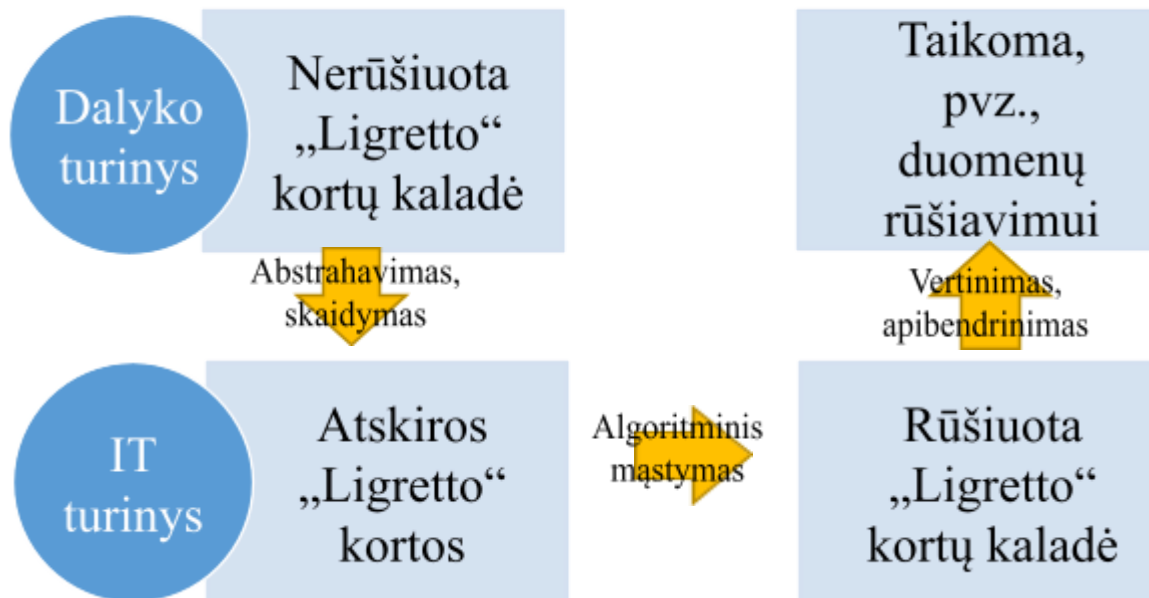 Dalyko
turinys
Nerūšiuota
„Ligretto“
kortų kaladė
Taikoma,
pvz.,
duomenų
rūšiavimui
Abstrahavimas,
skaidymas
Vertinimas,
apibendrinimas
IT
turinys
Atskiros
„Ligretto“
kortos
Algoritminis
mąstymas
Rūšiuota
„Ligretto“
kortų kaladė